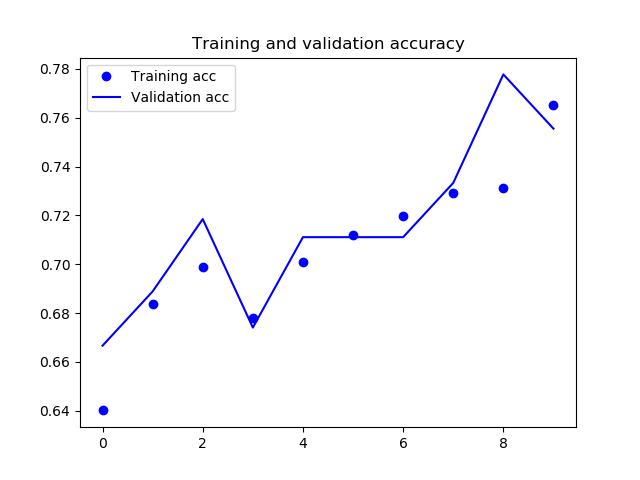 Training and validation accuracy
0.78
0.76
0.74
0.72
0.70
0.68
0.66
0.64
Training acc
Validation acc
0 2 4 6 8